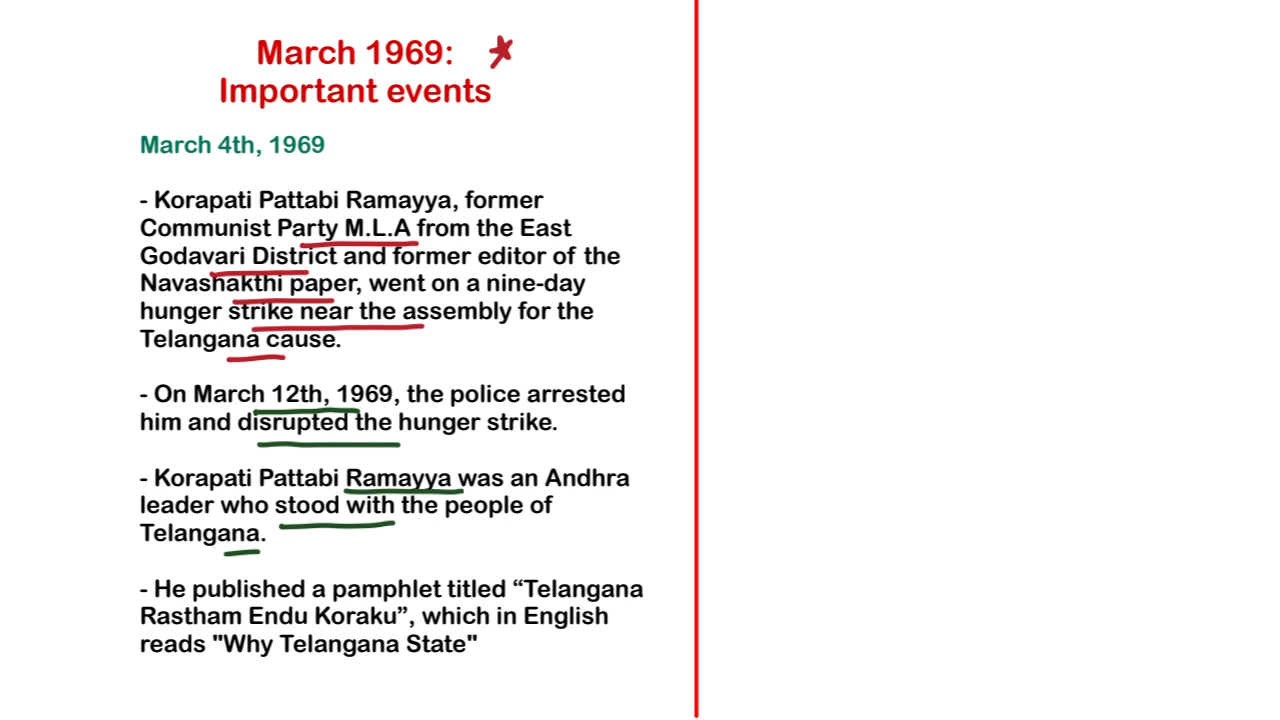 March 1969:
Important events
March 4th, 1969
- Korapati Pattabi Ramayya, former
Communist Party M.L.A from the East
Godavari District and former editor of the
Navashakthi paper, went on a nine-day
hunger strike near the assembly for the
Telangana cause.
- On March 12th, 1969, the police arrested
him and disrupted the hunger strike.
- Korapati Pattabi Ramayya was an Andhra
leader who stood with the people of
Telangana.
- He published a pamphlet titled “Telangana
Rastham Endu Koraku”, which in English
reads "Why Telangana State"